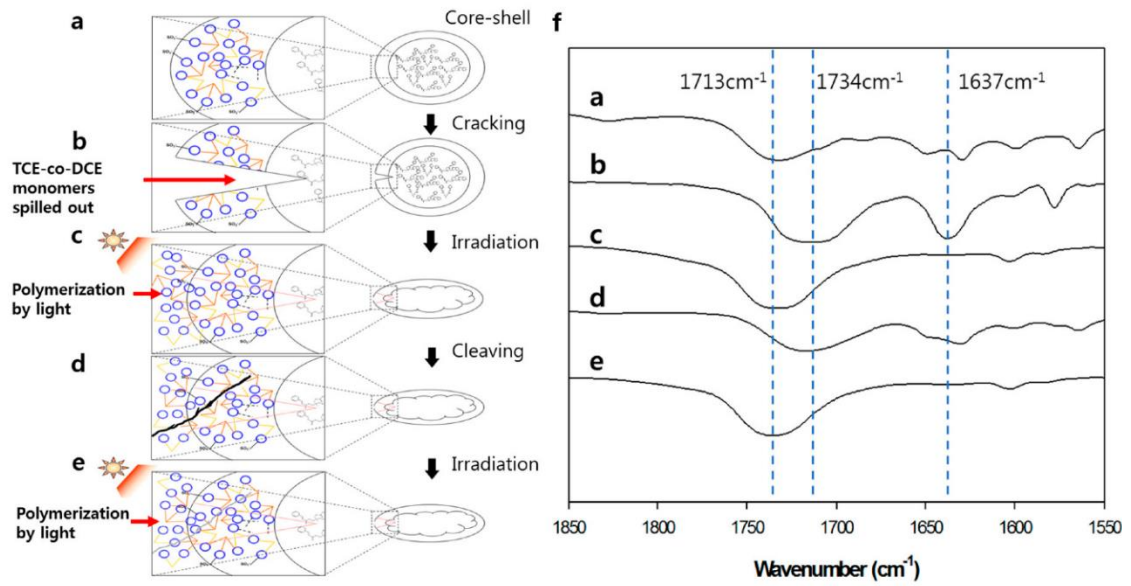 a
Core-shell
b
Cracking
TCE-co-DCE
monomers
spilled out
c
Irradiation
Polymerization
by light
d
Cleaving
e
Irradiation
Polymerization
by light
f
1713cm-1
1734cm-1
1637cm-1
a
b
c
d
e
1850
1800
1750
1700
1650
1600
1550
Wavenumber (cm-1)